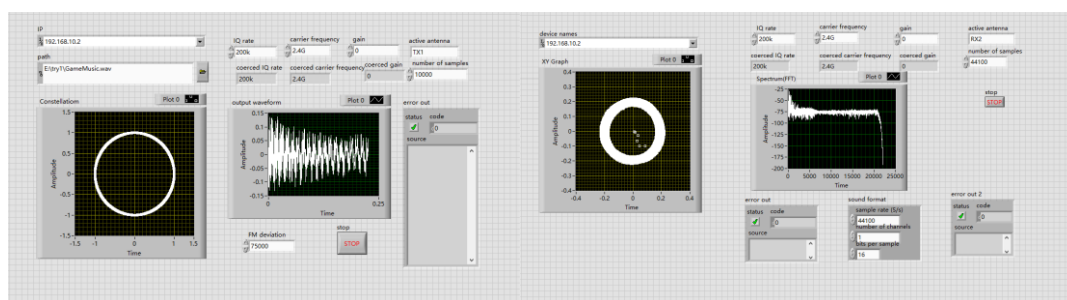 IP
192.168.10.2
path
E:\try1\GameMusic.wav
IQ rate
200k
carrier frequency
2.4G
gain
0
active antenna
TX1
coerced IQ rate
200k
coerced carrier frequency
2.4G
coerced gain
0
number of samples
10000
Constellatiom
Plot 0
Amplitude
1.5
1
0.5
0
-0.5
-1
-1.5
-1.5 -1 0 1 1.5
Time
output waveform
Plot 0
Amplitude
0.15
0.1
0.05
0
-0.05
-0.1
-0.15
0 0.25
Time
error out
status code
0
source
FM deviation
75000
stop
STOP
device names
192.168.10.2
IQ rate
200k
carrier frequency
2.4G
gain
0
active antenna
RX2
coerced IQ rate
200k
coerced carrier frequency
2.4G
coerced gain
0
number of samples
44100
XY Graph
Plot 0
Amplitude
0.4
0.3
0.2
0.1
0
-0.1
-0.2
-0.3
-0.4
-0.4 -0.2 0 0.2 0.4
Time
Spectrum(FFT)
Plot 0
Amplitude
-25
-50
-75
-100
-125
-150
-175
-200
0 5000 10000 15000 20000 25000
Time
stop
STOP
error out
status code
0
source
sound format
sample rate (S/s)
44100
number of channels
1
bits per sample
16
error out 2
status code
0
source